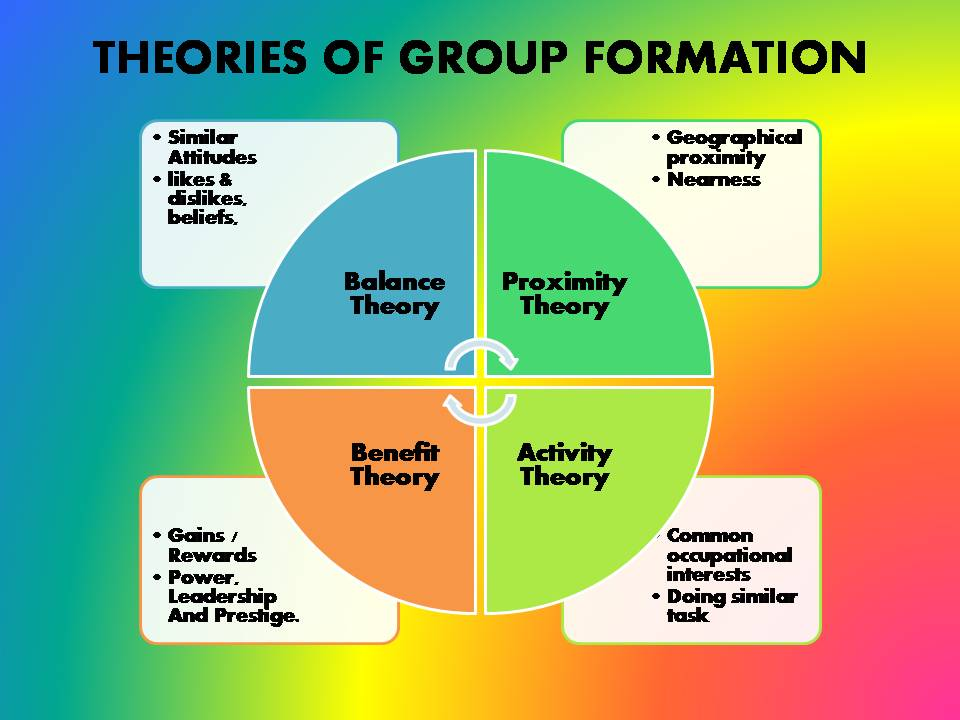 THEORIES OF GROUP FORMATION
• Similar
Attitudes
• likes &
dislikes,
beliefs,
• Geographical
proximity
• Nearness
Balance
Theory
Proximity
Theory
Benefit
Theory
Activity
Theory
• Gains /
Rewards
• Power,
Leadership
And Prestige.
• Common
occupational
interests
• Doing similar
task